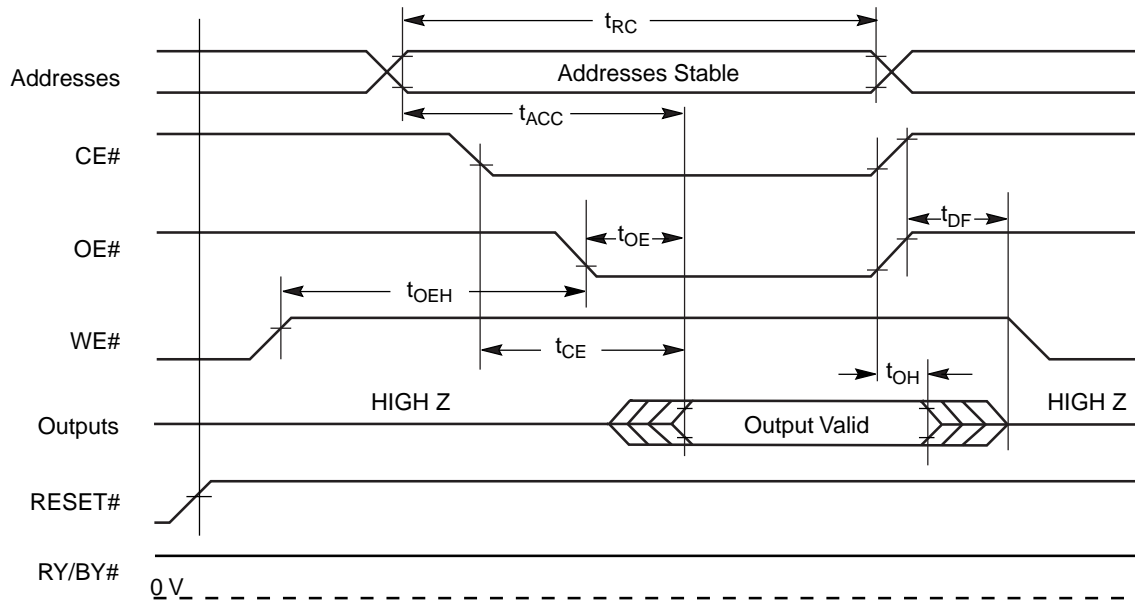 tRC
Addresses
Addresses Stable
tACC
CE#
tDF
OE#
tOE
tOEH
WE#
tCE
tOH
HIGH Z
HIGH Z
Outputs
Output Valid
RESET#
RY/BY#
0 V